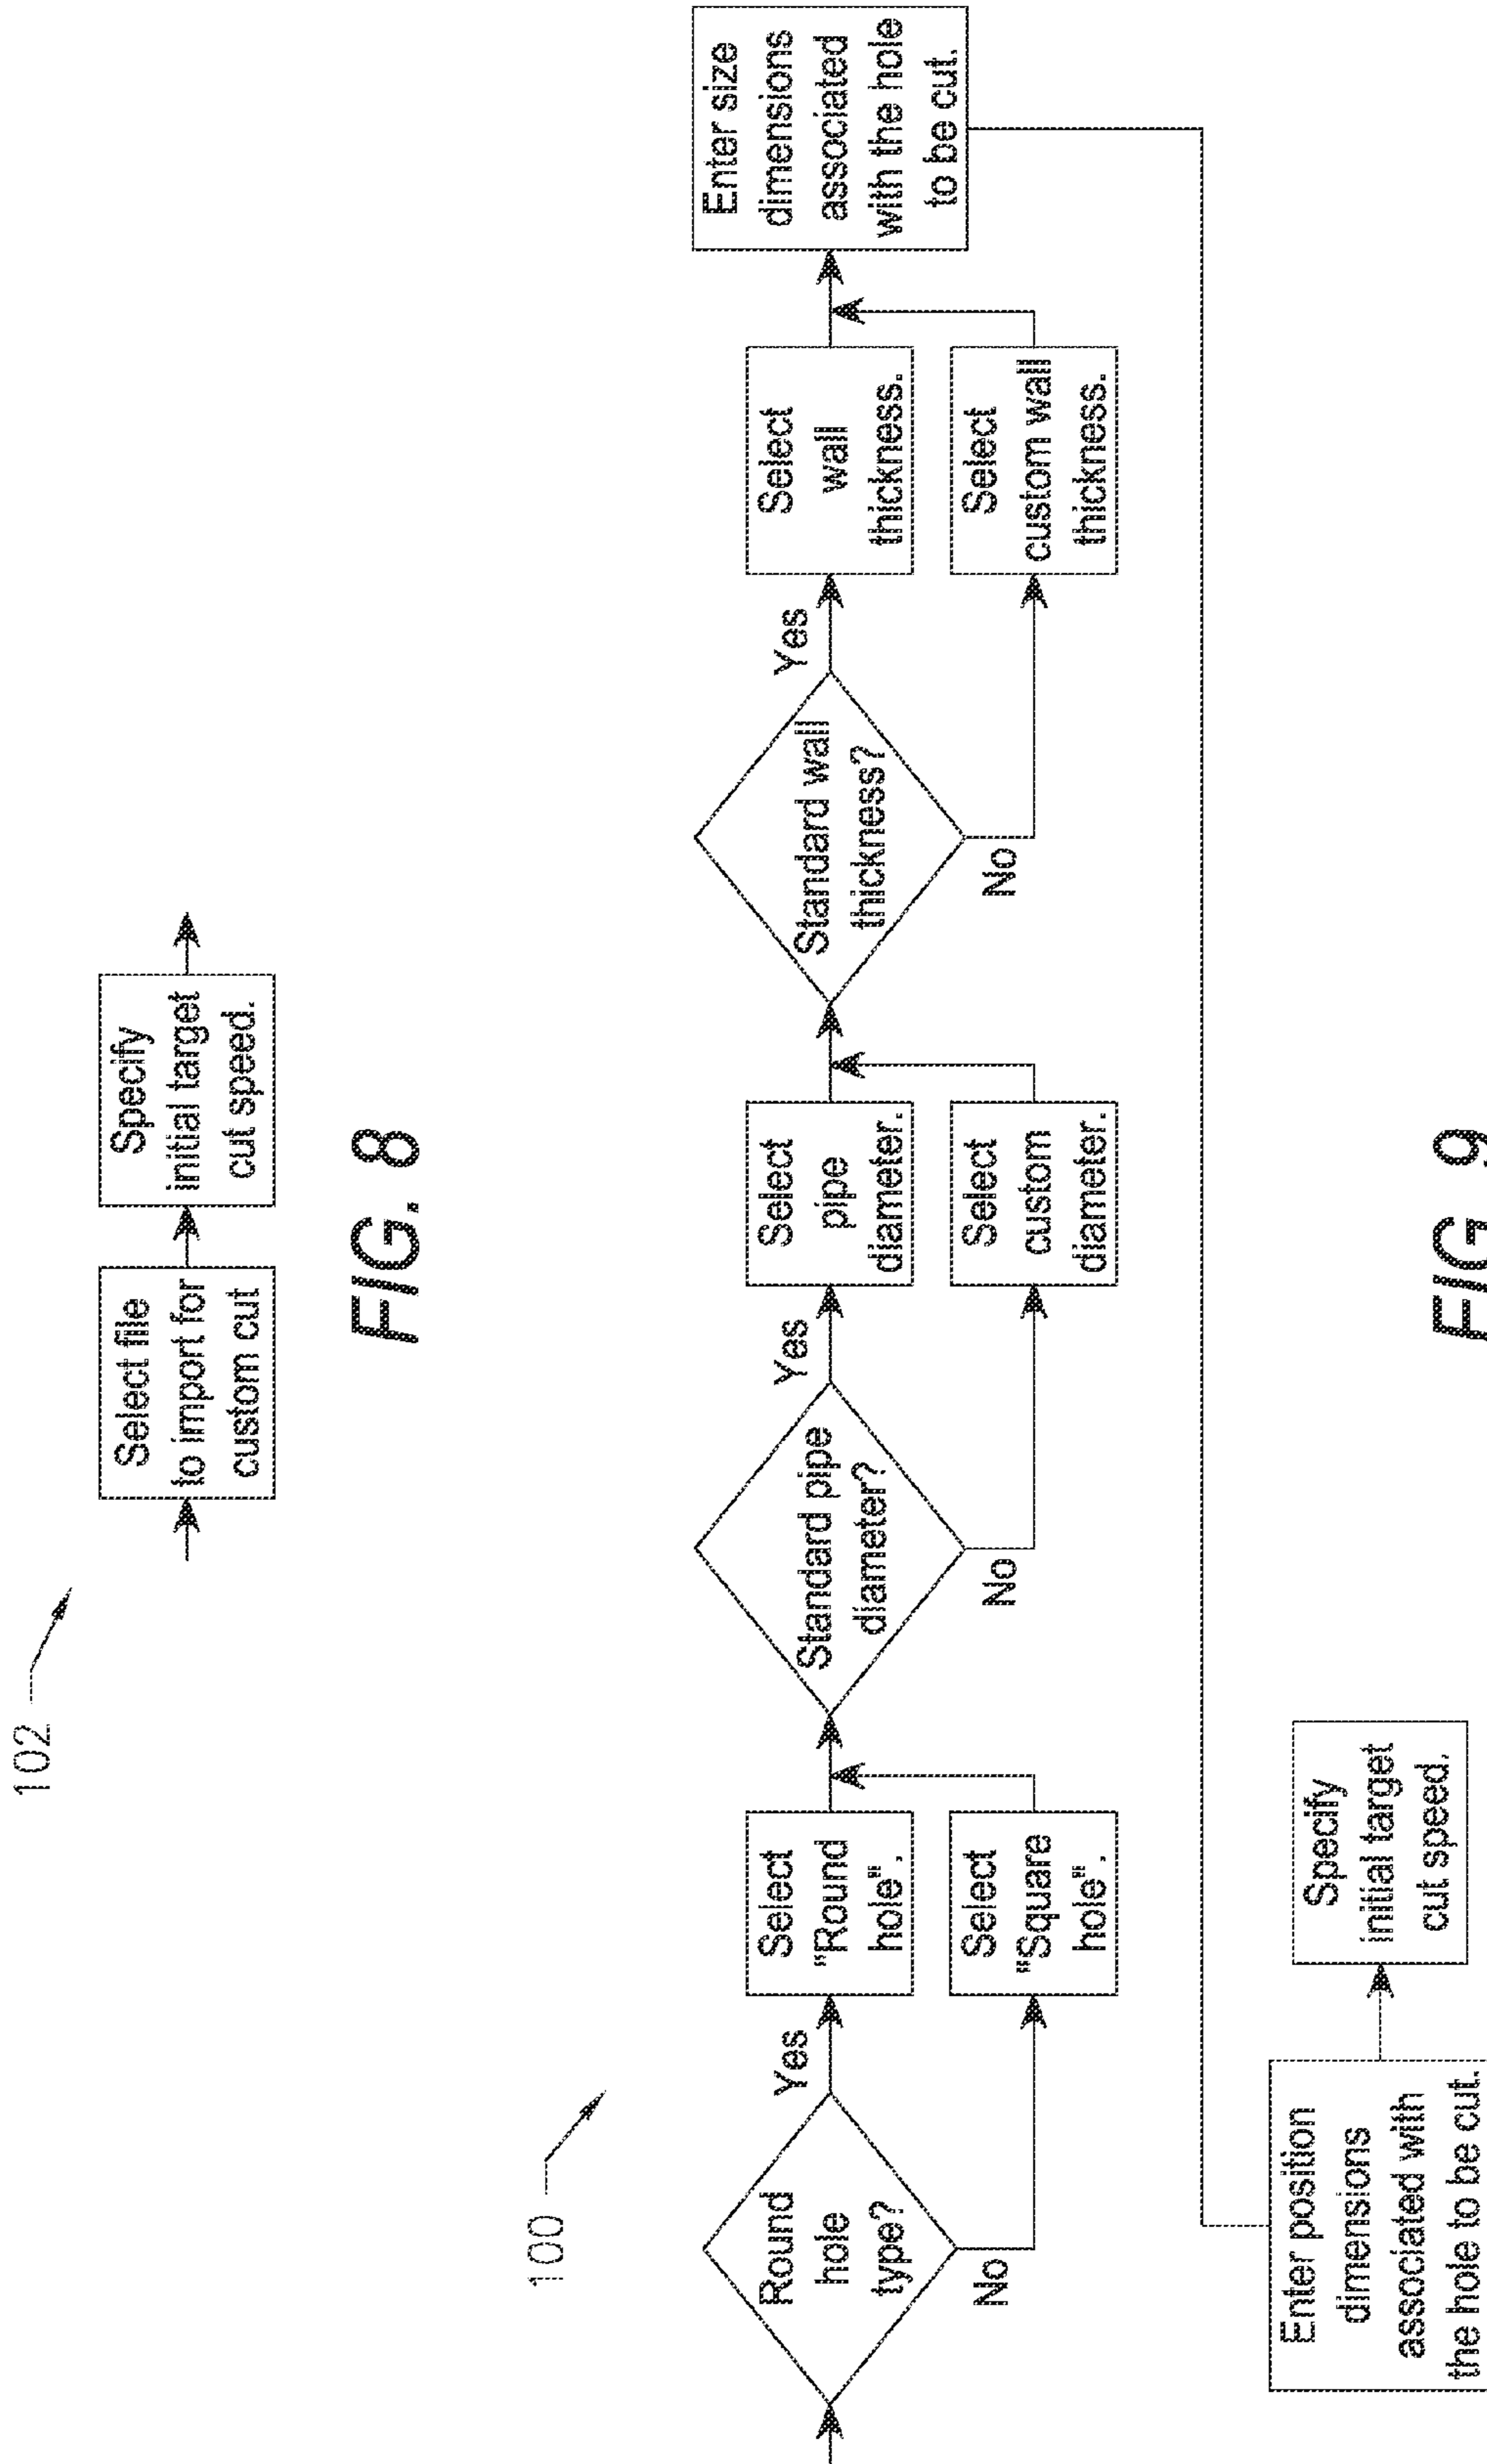 102
Select file
to import for
custom cut
Specify
initial target
cut speed.
FIG. 8
100
Round
hole
type?
Yes
No
Select
"Round
hole".
Select
"Square
hole".
Standard pipe
diameter?
Yes
No
Select
pipe
diameter.
Select
custom
diameter.
Standard wall
thickness?
Yes
No
Select
wall
thickness.
Select
custom wall
thickness.
Enter size
dimensions
associated
with the hole
to be cut.
Enter position
dimensions
associated with
the hole to be cut.
Specify
initial target
cut speed.
FIG. 9